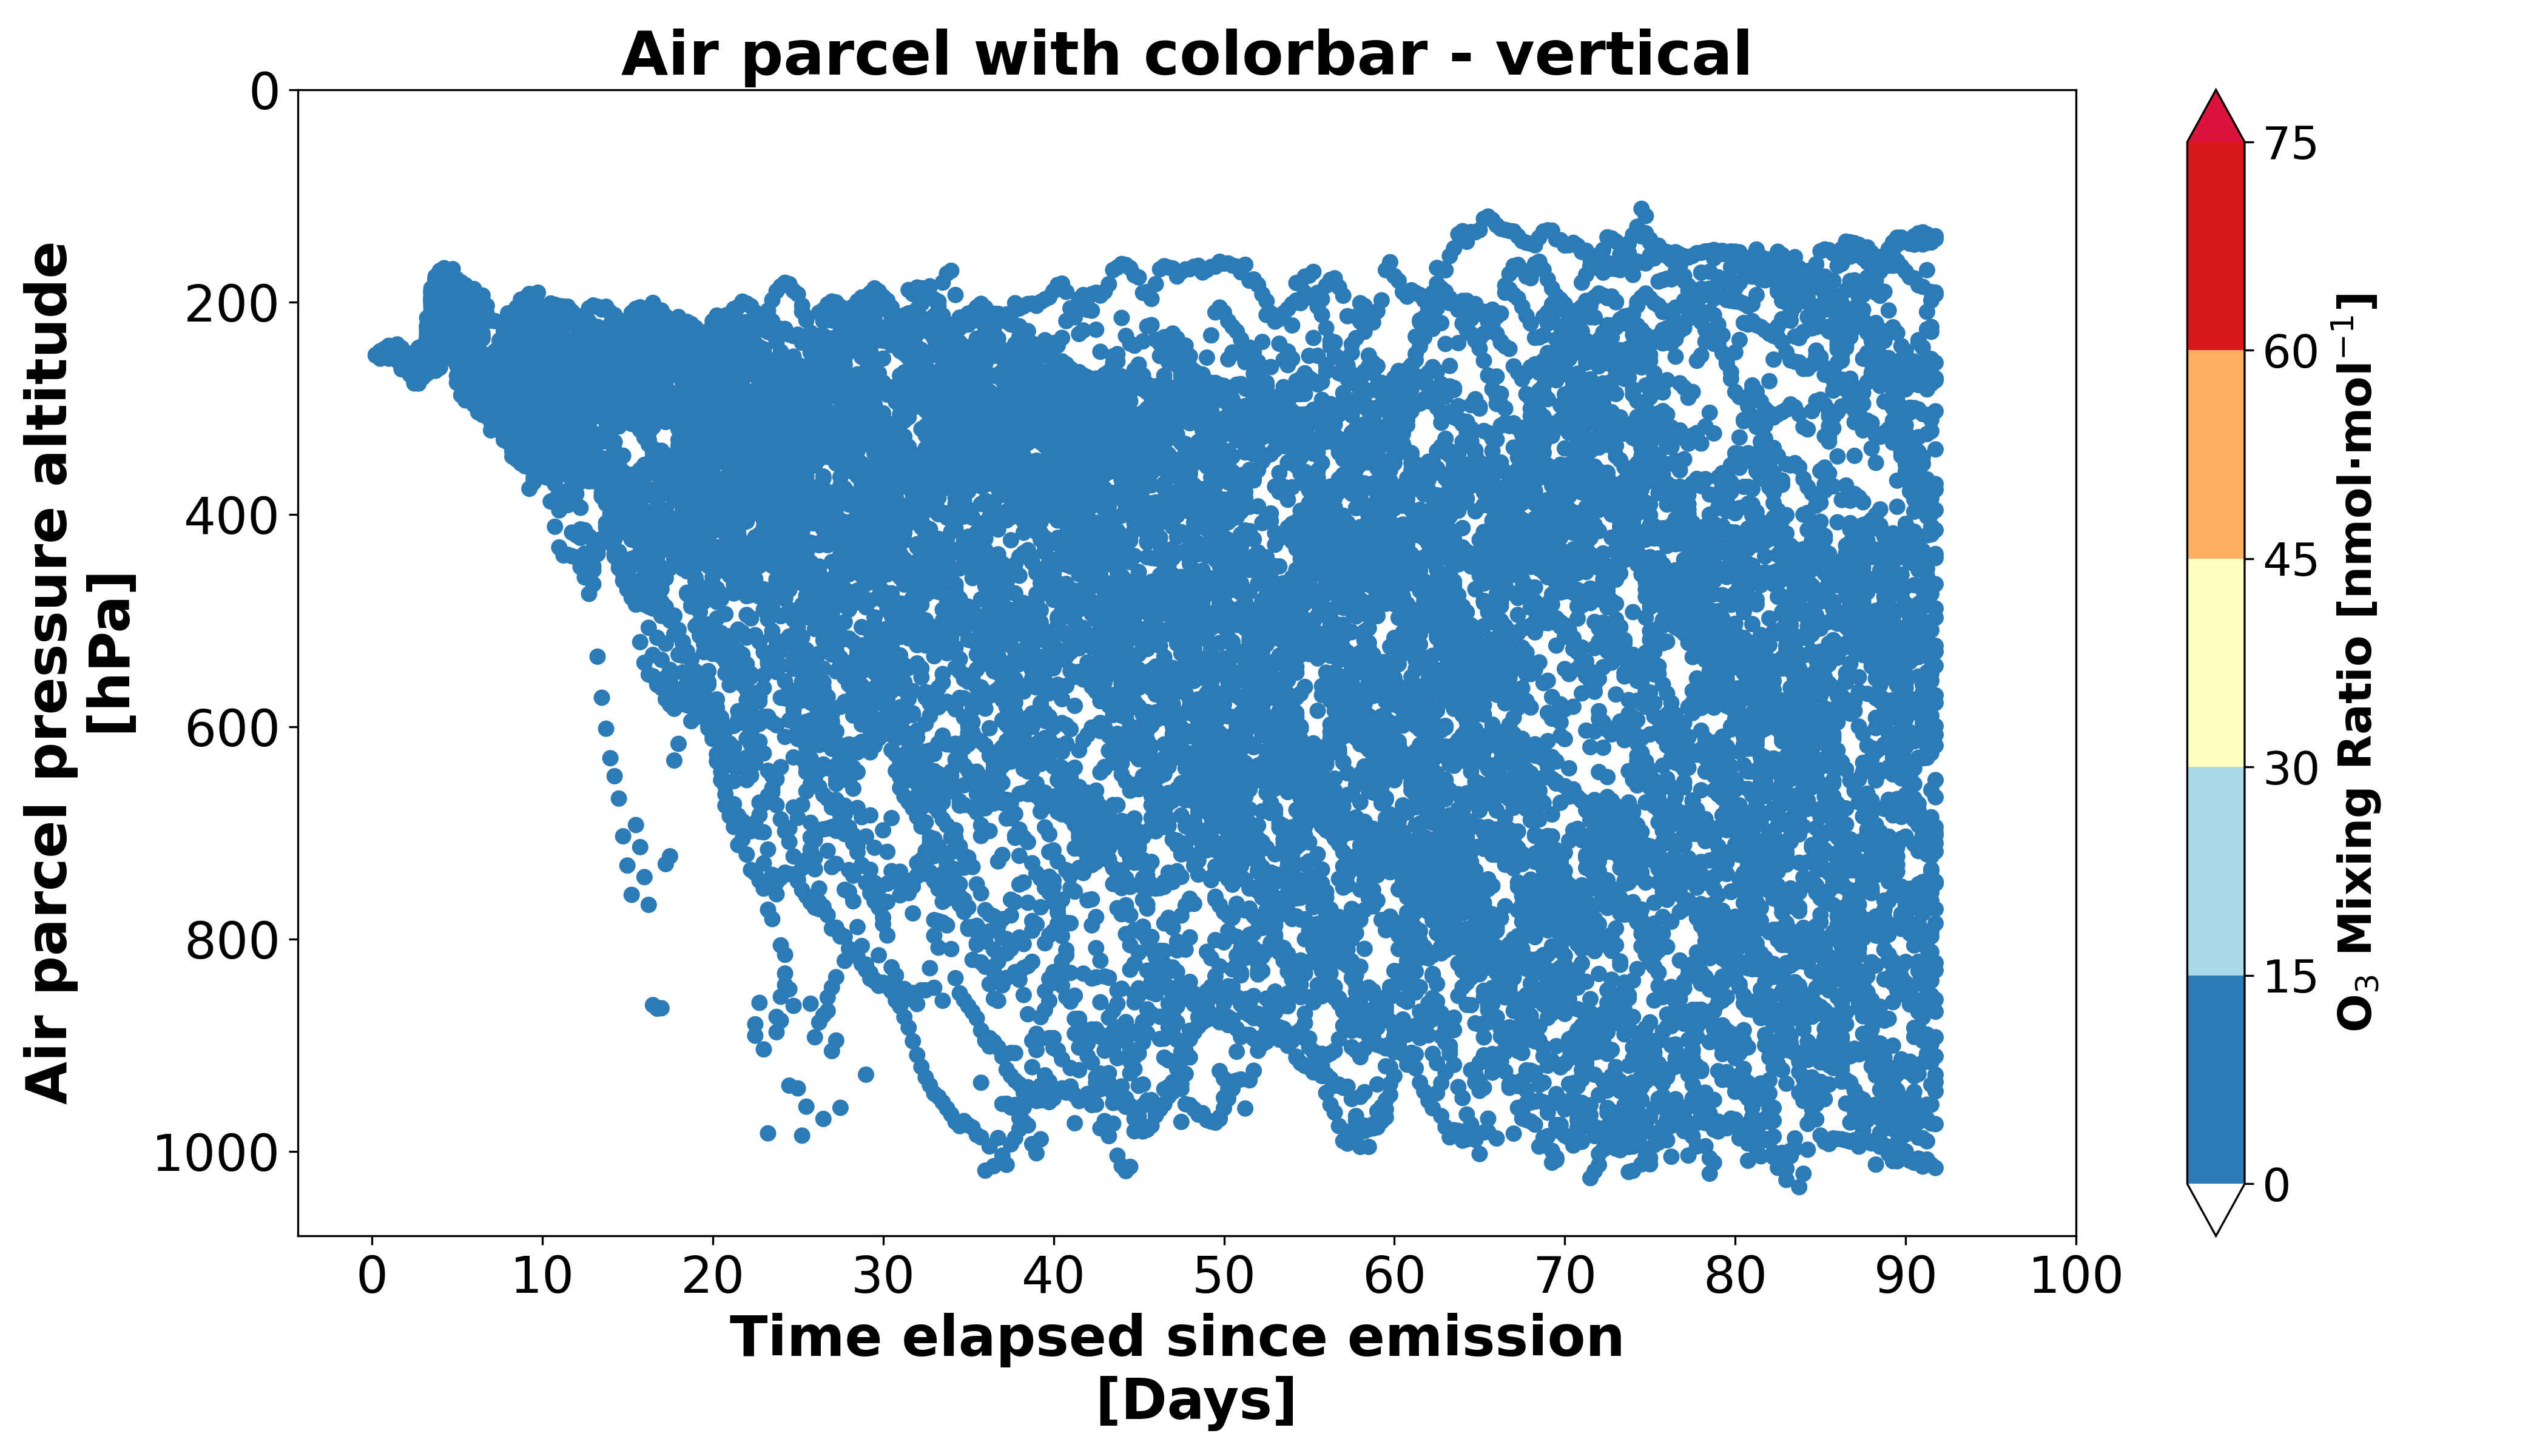 Air parcel with colorbar - vertical
Air parcel pressure altitude
[hPa]
0
200
400
600
800
1000
0 10 20 30 40 50 60 70 80 90 100
Time elapsed since emission
[Days]
75
60
45
30
15
0
O₃ Mixing Ratio [nmol·mol⁻¹]